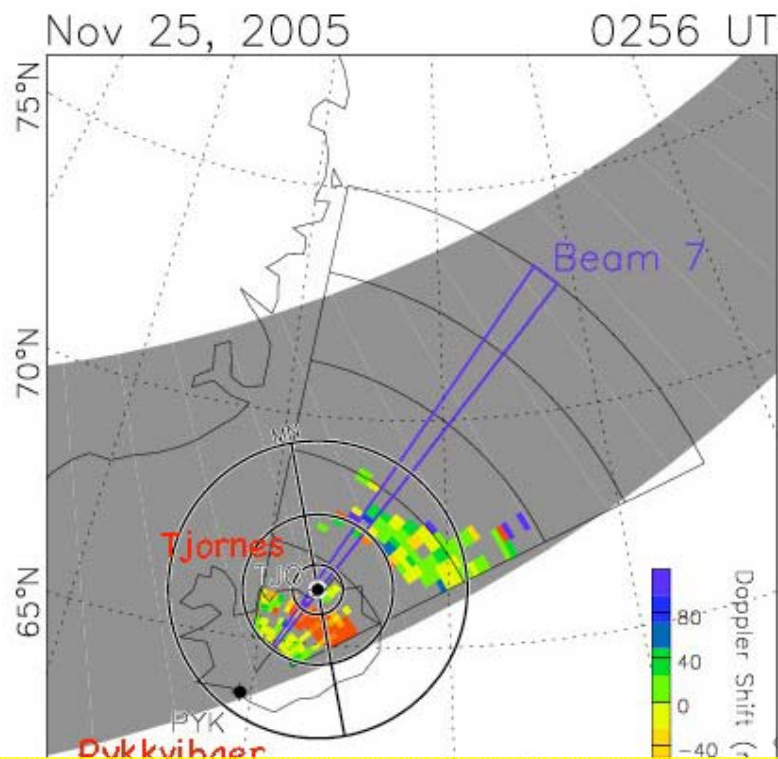 Nov 25, 2005 0256 UT
75°N
Beam 7
70°N
MN
Tjornes
TJO
65°N
Doppler Shift (
80
40
0
-40
PYK